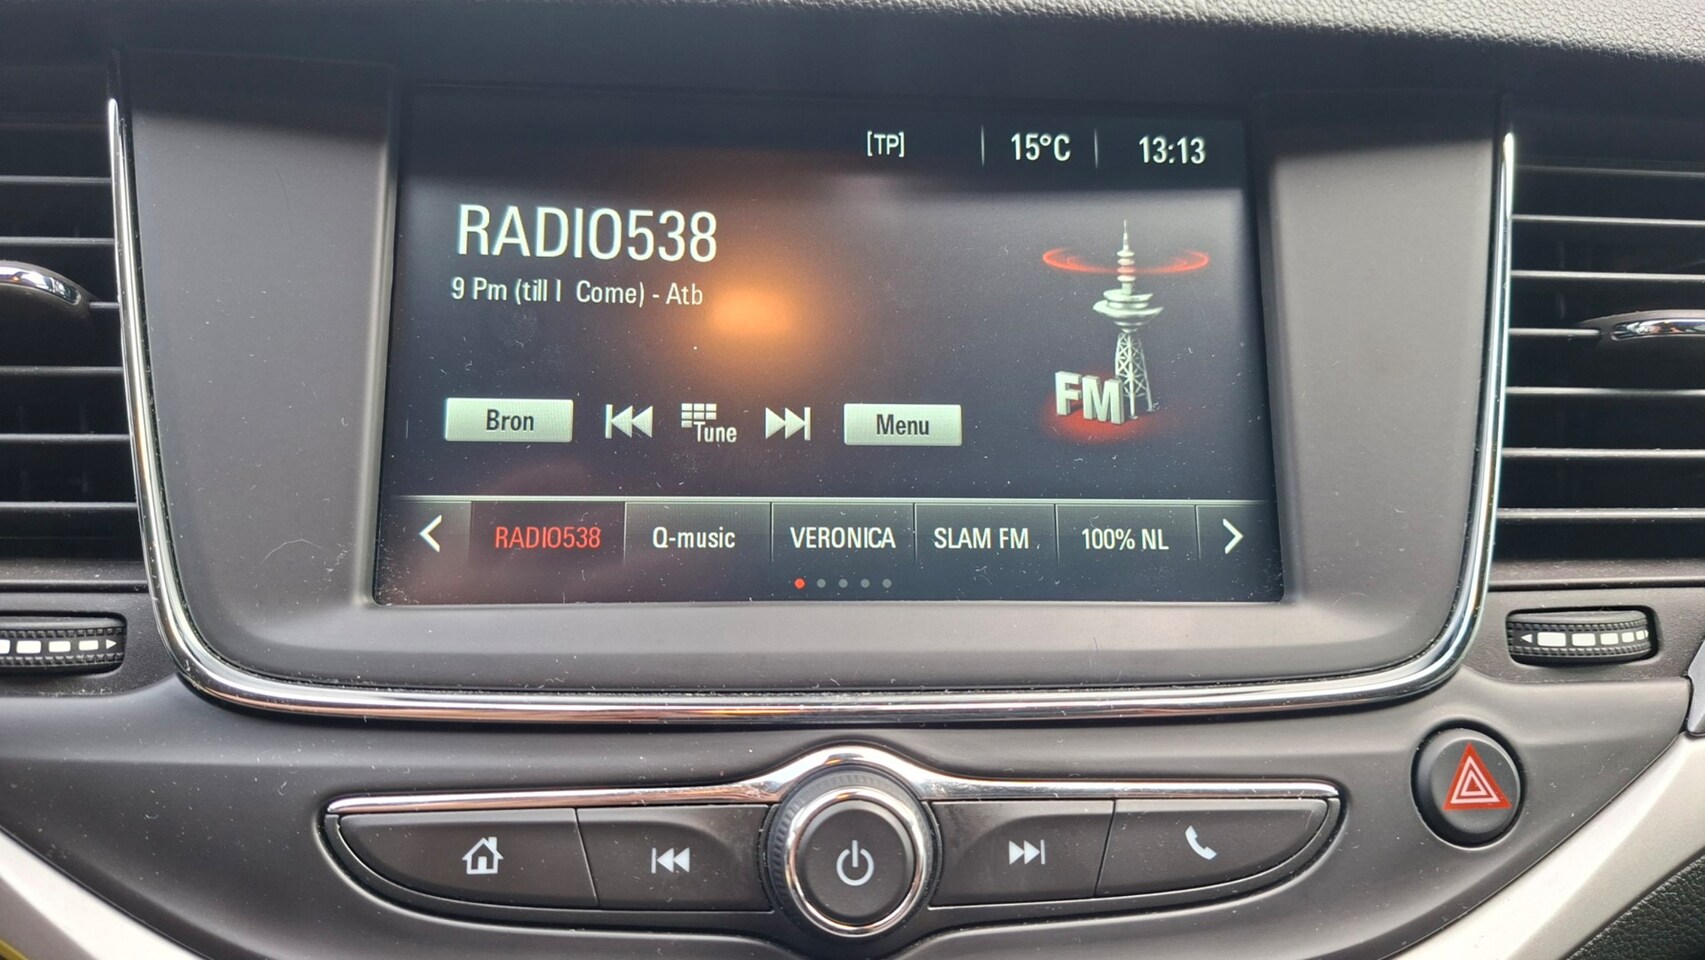 [TP] 15°C 13:13
RADIO538
9 Pm (till I Come) - Atb
FM
Bron Tune Menu
RADIO538 Q-music VERONICA SLAM FM 100% NL